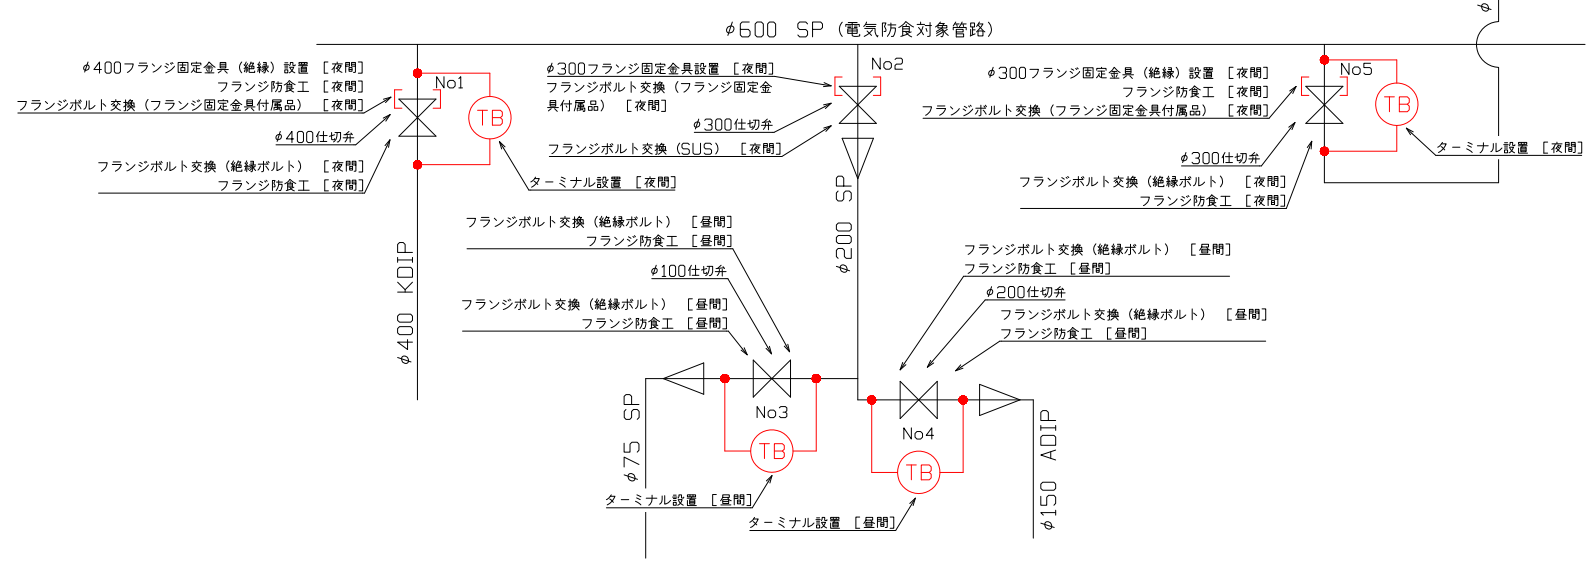 φ600 SP（電気防食対象管路）
φ
φ400フランジ固定金具（絶縁）設置 ［夜間］
フランジ防食工 ［夜間］
フランジボルト交換（フランジ固定金具付属品） ［夜間］
φ400仕切弁
フランジボルト交換（絶縁ボルト） ［夜間］
フランジ防食工 ［夜間］
No1
TB
ターミナル設置 ［夜間］
φ400 KDIP
φ300フランジ固定金具設置 ［夜間］
フランジボルト交換（フランジ固定金
具付属品） ［夜間］
φ300仕切弁
フランジボルト交換（SUS） ［夜間］
No2
φ200 SP
φ300フランジ固定金具（絶縁）設置 ［夜間］
フランジ防食工 ［夜間］
フランジボルト交換（フランジ固定金具付属品） ［夜間］
φ300仕切弁
フランジボルト交換（絶縁ボルト） ［夜間］
フランジ防食工 ［夜間］
No5
TB
ターミナル設置 ［夜間］
フランジボルト交換（絶縁ボルト） ［昼間］
フランジ防食工 ［昼間］
φ100仕切弁
フランジボルト交換（絶縁ボルト） ［昼間］
フランジ防食工 ［昼間］
No3
TB
ターミナル設置 ［昼間］
φ75 SP
フランジボルト交換（絶縁ボルト） ［昼間］
フランジ防食工 ［昼間］
φ200仕切弁
フランジボルト交換（絶縁ボルト） ［昼間］
フランジ防食工 ［昼間］
No4
TB
ターミナル設置 ［昼間］
φ150 ADIP